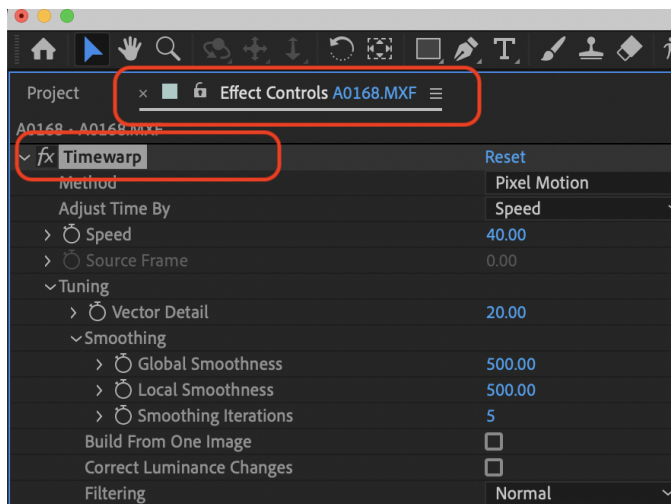 Project × Effect Controls A0168.MXF
A0168 · A0168.MXF
fx Timewarp Reset
Method Pixel Motion
Adjust Time By Speed
Speed 40.00
Source Frame 0.00
Tuning
Vector Detail 20.00
Smoothing
Global Smoothness 500.00
Local Smoothness 500.00
Smoothing Iterations 5
Build From One Image
Correct Luminance Changes
Filtering Normal